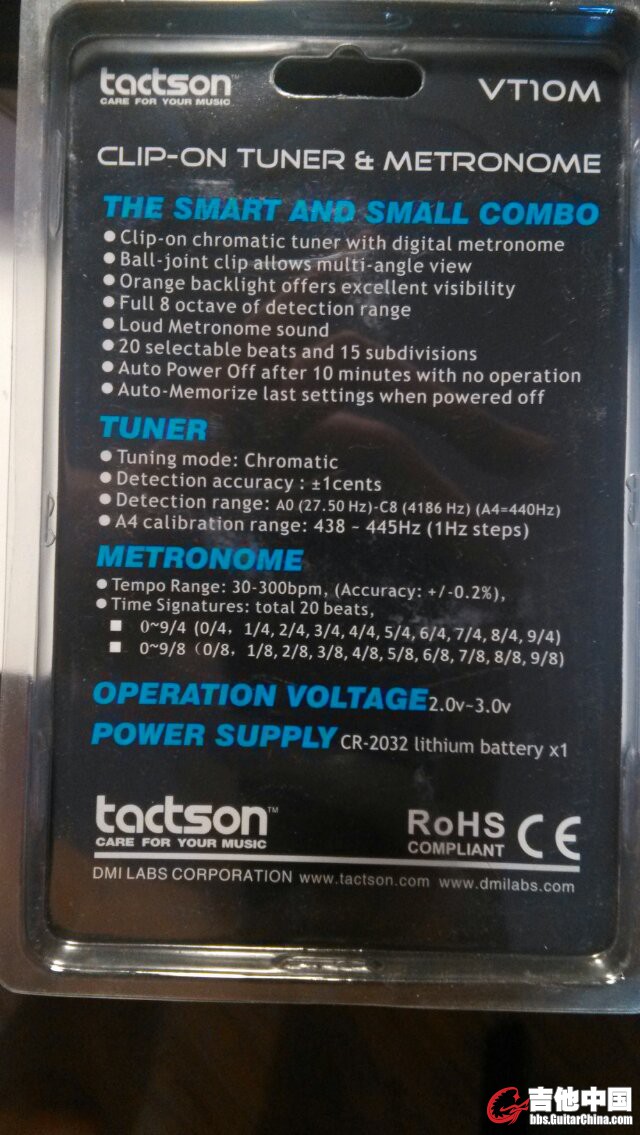 tactson™
CARE FOR YOUR MUSIC
VT10M
CLIP-ON TUNER & METRONOME
THE SMART AND SMALL COMBO
● Clip-on chromatic tuner with digital metronome
● Ball-joint clip allows multi-angle view
● Orange backlight offers excellent visibility
● Full 8 octave of detection range
● Loud Metronome sound
● 20 selectable beats and 15 subdivisions
● Auto Power Off after 10 minutes with no operation
● Auto-Memorize last settings when powered off
TUNER
● Tuning mode: Chromatic
● Detection accuracy : ±1cents
● Detection range: A0 (27.50 Hz)-C8 (4186 Hz) (A4=440Hz)
● A4 calibration range: 438 ~ 445Hz (1Hz steps)
METRONOME
● Tempo Range: 30-300bpm, (Accuracy: +/-0.2%),
● Time Signatures: total 20 beats,
■ 0~9/4 (0/4, 1/4, 2/4, 3/4, 4/4, 5/4, 6/4, 7/4, 8/4, 9/4)
■ 0~9/8（0/8, 1/8, 2/8, 3/8, 4/8, 5/8, 6/8, 7/8, 8/8, 9/8)
OPERATION VOLTAGE 2.0v~3.0v
POWER SUPPLY CR-2032 lithium battery x1
tactson™
CARE FOR YOUR MUSIC
RoHS
COMPLIANT
CE
DMI LABS CORPORATION www.tactson.com www.dmilabs.com
吉他中国
bbs.GuitarChina.com